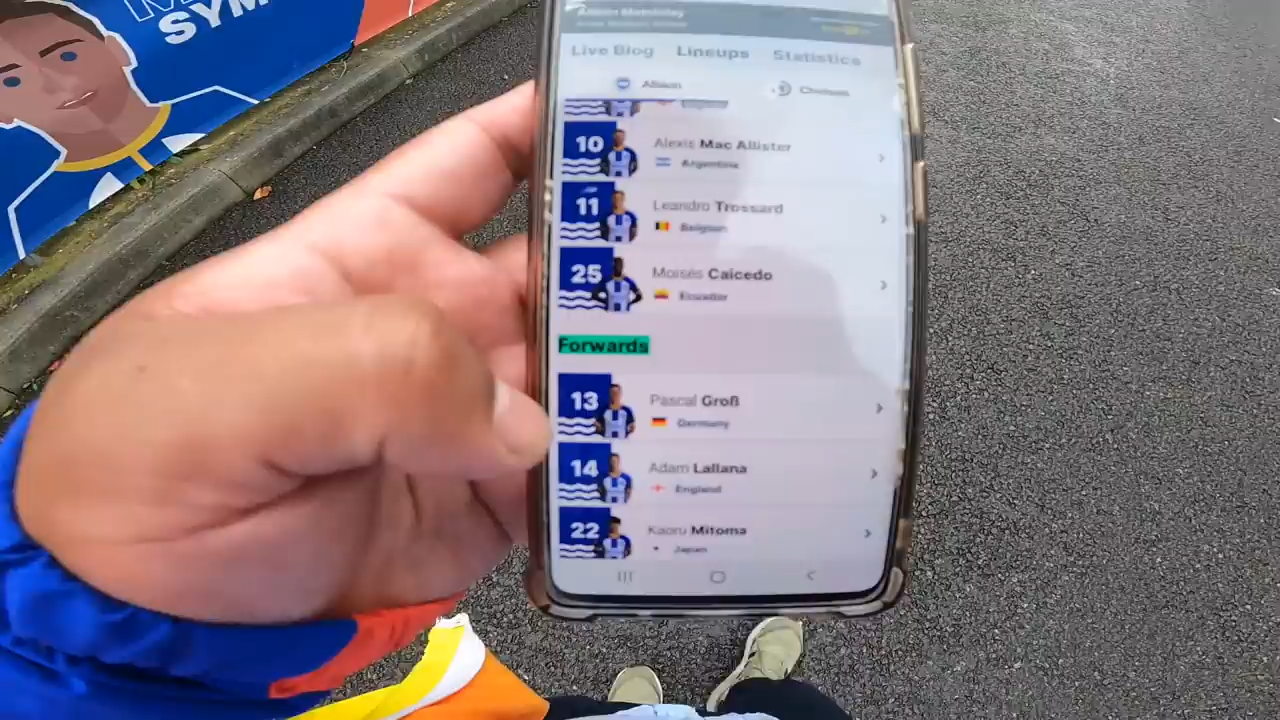 SYM
Live Blog Lineups Statistics
Albion Chelsea
10 Alexis Mac Allister
Argentina
11 Leandro Trossard
Belgium
25 Moisés Caicedo
Ecuador
Forwards
13 Pascal Groß
Germany
14 Adam Lallana
England
22 Kaoru Mitoma
Japan